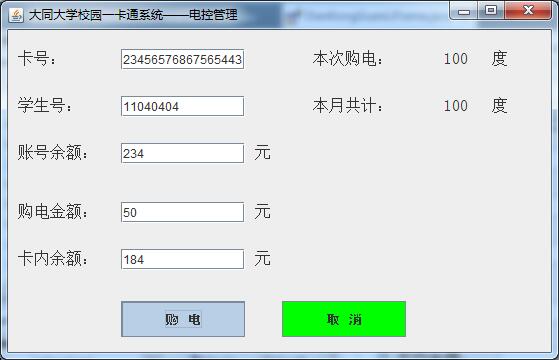 大同大学校园一卡通系统——电控管理
卡号： 23456576867565443 本次购电： 100 度
学生号： 11040404 本月共计： 100 度
账号余额： 234 元
购电金额： 50 元
卡内余额： 184 元
购 电 取 消